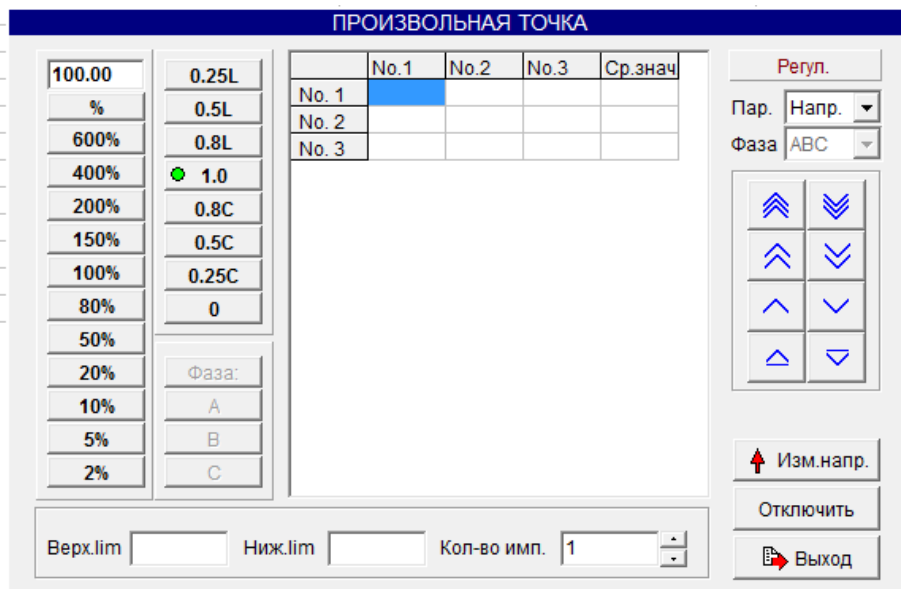 ПРОИЗВОЛЬНАЯ ТОЧКА
100.00
%
600%
400%
200%
150%
100%
80%
50%
20%
10%
5%
2%
0.25L
0.5L
0.8L
1.0
0.8C
0.5C
0.25C
0
Фаза:
A
B
C
No.1 No.2 No.3 Ср.знач
No. 1
No. 2
No. 3
Регул.
Пар. Напр.
Фаза ABC
Изм.напр.
Отключить
Выход
Верх.lim Ниж.lim Кол-во имп. 1